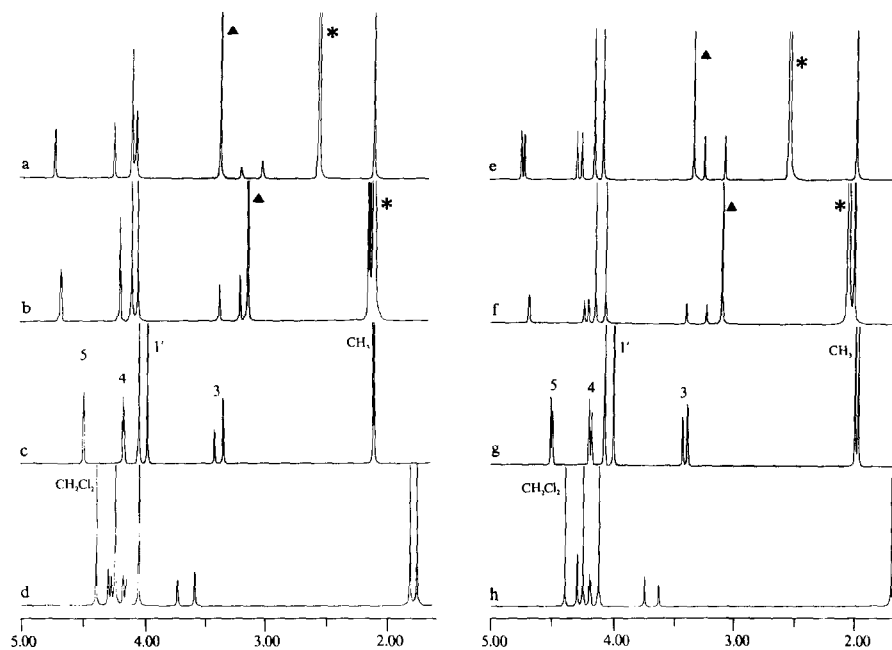 ▲ * ▲ *
a e
b ▲ * f ▲ *
5 4 1′ 3 CH₃ 5 4 1′ 3 CH₃
c g
CH₂Cl₂ CH₂Cl₂
d h
5.00 4.00 3.00 2.00 5.00 4.00 3.00 2.00